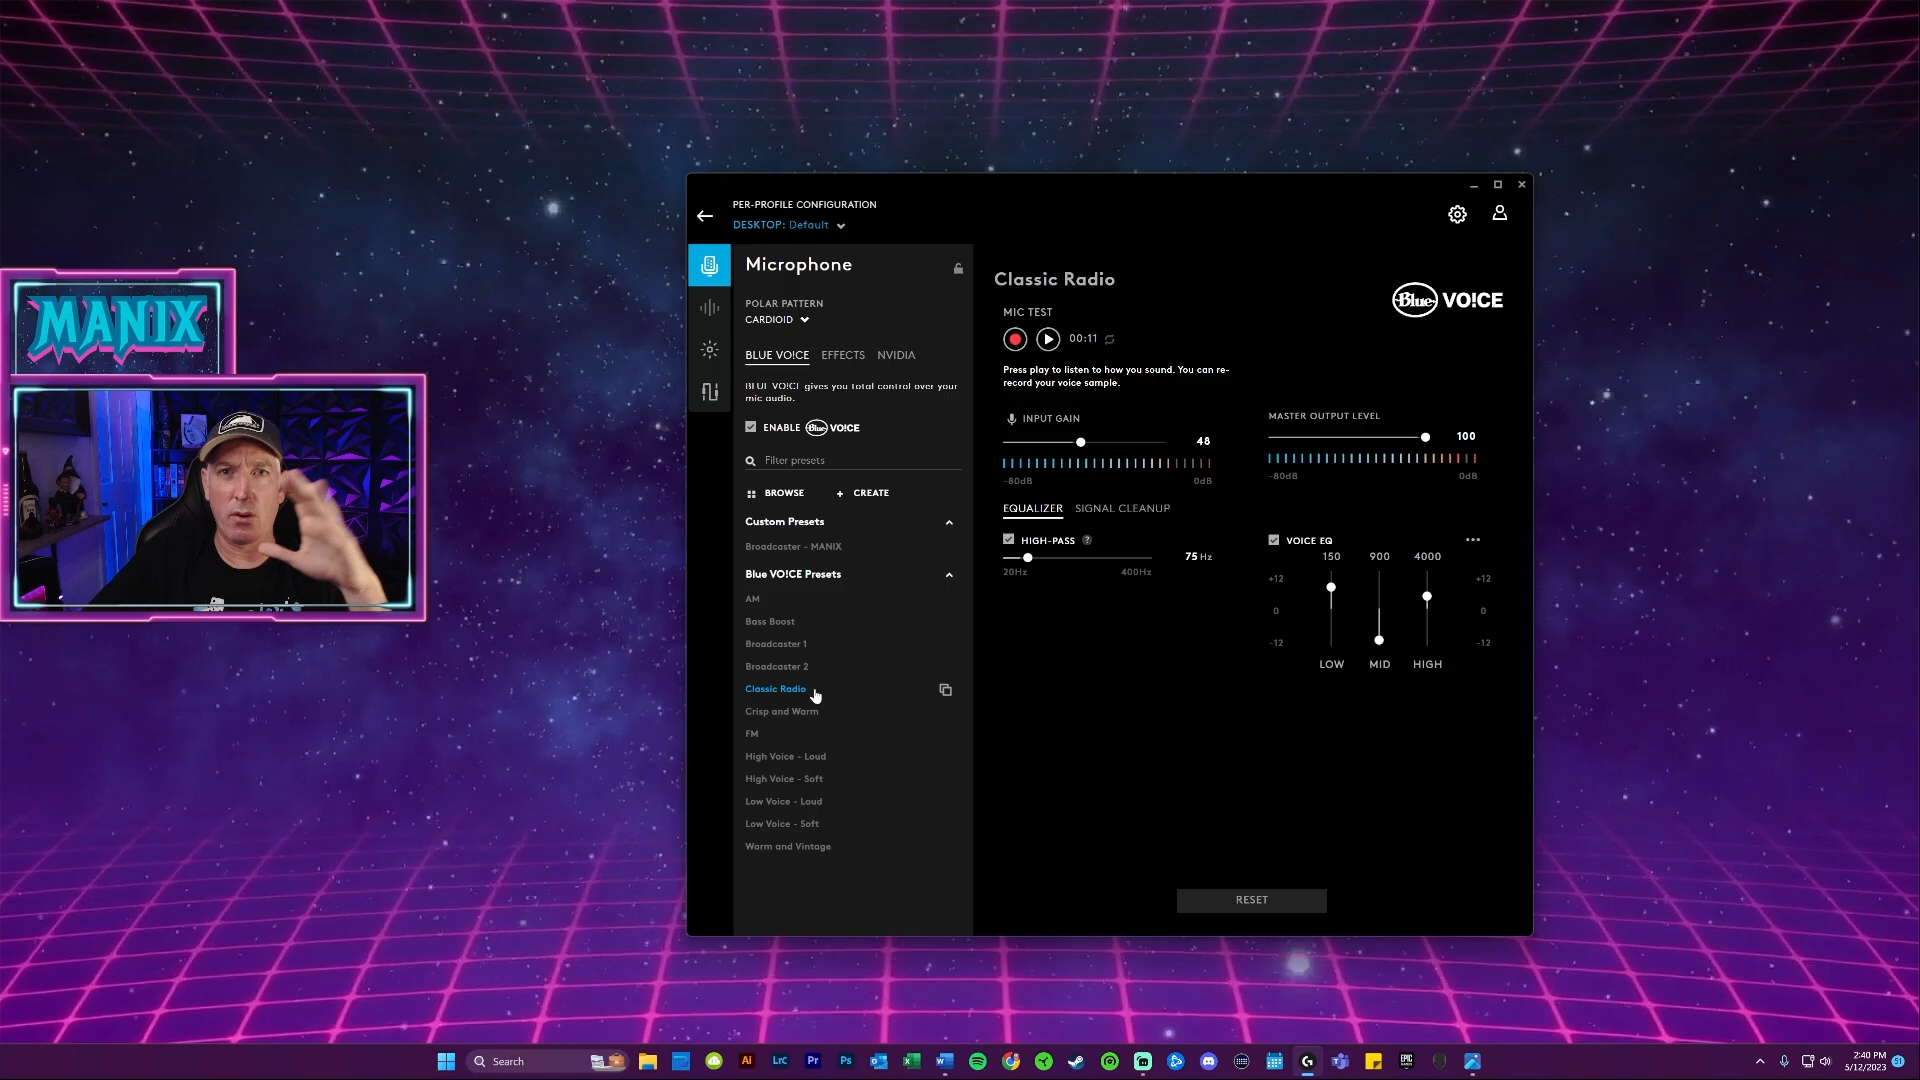 PER-PROFILE CONFIGURATION
DESKTOP: Default
MANIX
Microphone
POLAR PATTERN
CARDIOID
BLUE VO!CE EFFECTS NVIDIA
BLUE VO!CE gives you total control over your
mic audio.
ENABLE Blue VO!CE
Filter presets
BROWSE + CREATE
Custom Presets
Broadcaster - MANIX
Blue VO!CE Presets
AM
Bass Boost
Broadcaster 1
Broadcaster 2
Classic Radio
Crisp and Warm
FM
High Voice - Loud
High Voice - Soft
Low Voice - Loud
Low Voice - Soft
Warm and Vintage
Classic Radio
Blue VO!CE
MIC TEST
00:11
Press play to listen to how you sound. You can re-
record your voice sample.
INPUT GAIN
48
-80dB 0dB
MASTER OUTPUT LEVEL
100
-80dB 0dB
EQUALIZER SIGNAL CLEANUP
HIGH-PASS ?
75 Hz
20Hz 400Hz
VOICE EQ
150 900 4000
+12 +12
0 0
-12 -12
LOW MID HIGH
RESET
Search
Ai
Lrc
Pr
Ps
EPIC
2:40 PM
5/12/2023
51